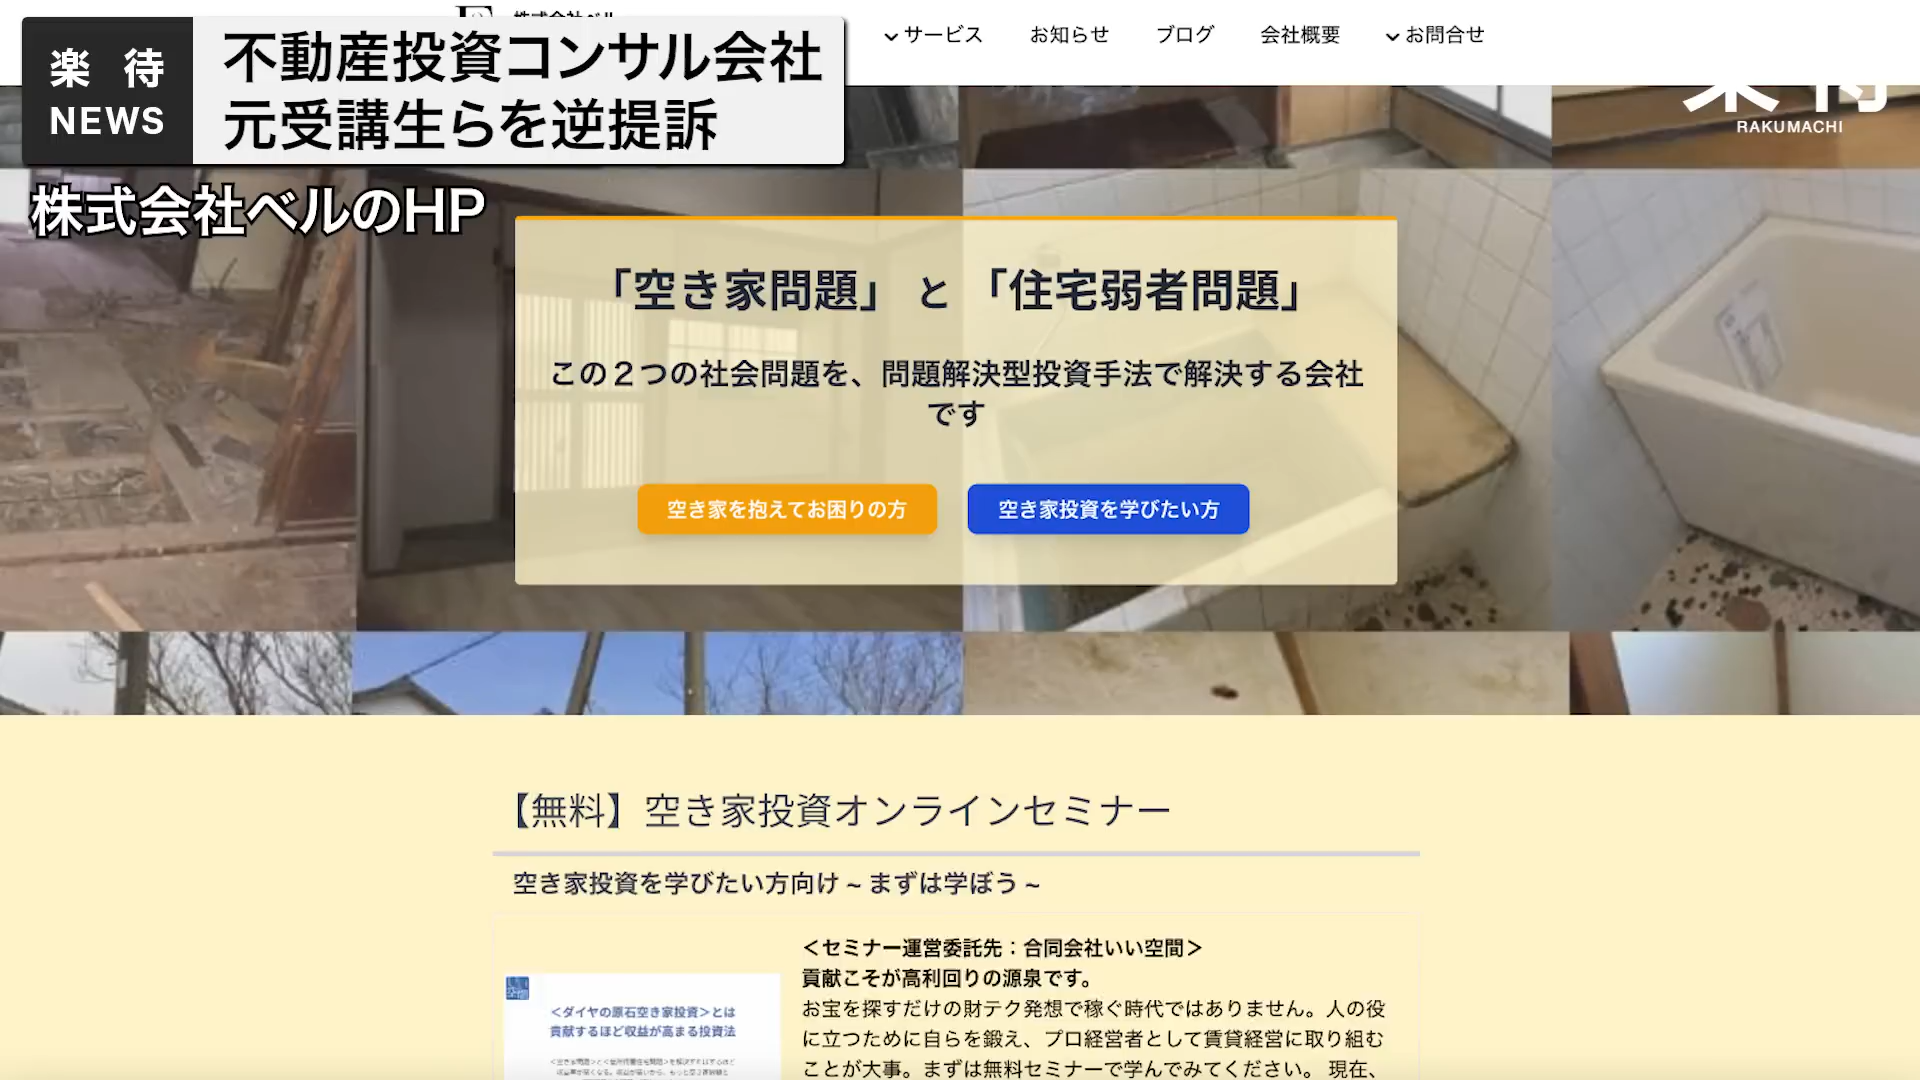 楽 待
NEWS
不動産投資コンサル会社
元受講生らを逆提訴
株式会社ベルのHP
株式会社ベル
サービス
お知らせ
ブログ
会社概要
お問合せ
楽待
RAKUMACHI
「空き家問題」 と 「住宅弱者問題」
この２つの社会問題を、問題解決型投資手法で解決する会社
です
空き家を抱えてお困りの方
空き家投資を学びたい方
【無料】空き家投資オンラインセミナー
空き家投資を学びたい方向け ~ まずは学ぼう ~
＜セミナー運営委託先：合同会社いい空間＞
貢献こそが高利回りの源泉です。
お宝を探すだけの財テク発想で稼ぐ時代ではありません。人の役
に立つために自らを鍛え、プロ経営者として賃貸経営に取り組む
ことが大事。まずは無料セミナーで学んでみてください。 現在、
＜ダイヤの原石空き家投資＞とは
貢献するほど収益が高まる投資法